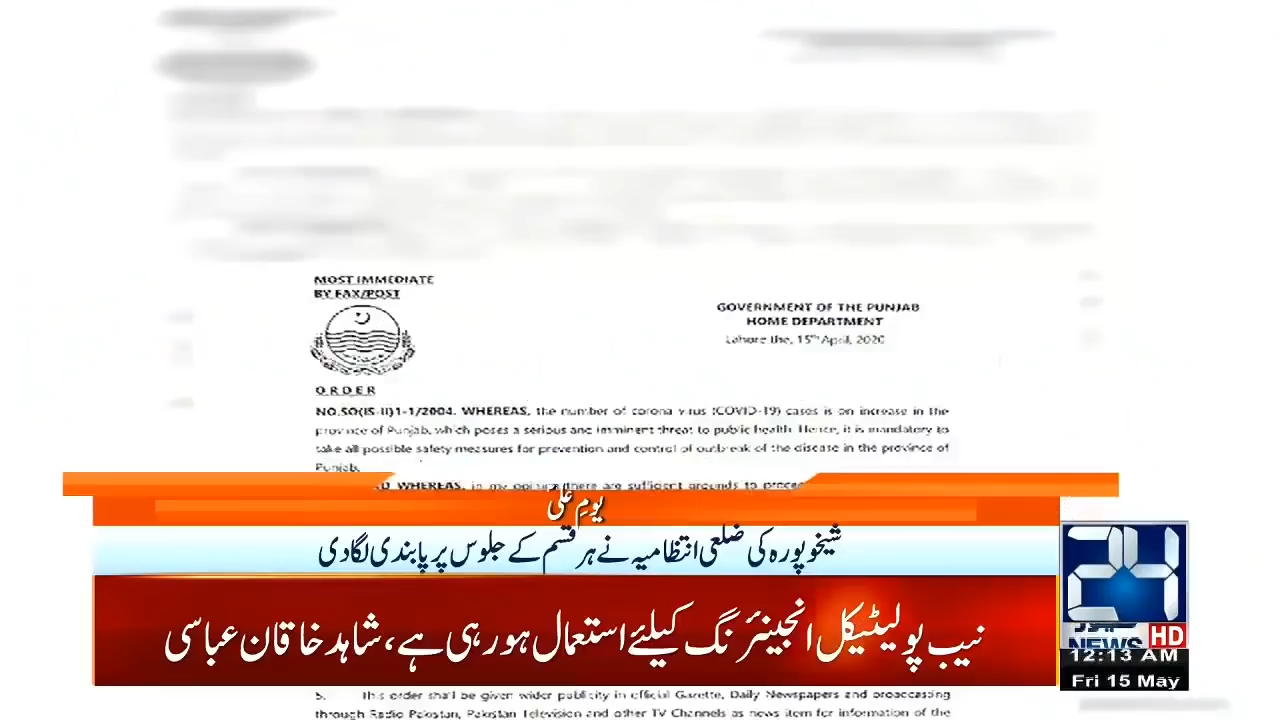 MOST IMMEDIATE
BY FAX/POST
GOVERNMENT OF THE PUNJAB
HOME DEPARTMENT
Lahore the, 15th April, 2020
ORDER
NO.SO(IS-II)1-1/2004. WHEREAS, the number of corona virus (COVID-19) cases is on increase in the
province of Punjab, which poses a serious and imminent threat to public health. Hence, it is mandatory to
take all possible safety measures for prevention and control of outbreak of the disease in the province of
Punjab.
WHEREAS, in my opinion there are sufficient grounds to
یومِ علی
شیخوپورہ کی ضلعی انتظامیہ نے ہر قسم کے جلوس پر پابندی لگا دی
نیب پولیٹیکل انجینئرنگ کیلئے استعمال ہو رہی ہے، شاہد خاقان عباسی
24
NEWS HD
12:13 AM
Fri 15 May
5. This order shall be given wider publicity in official Gazette, Daily Newspapers and broaccasting
through Radio Pakistan, Pakistan Television and other TV Channels as news item for information of the